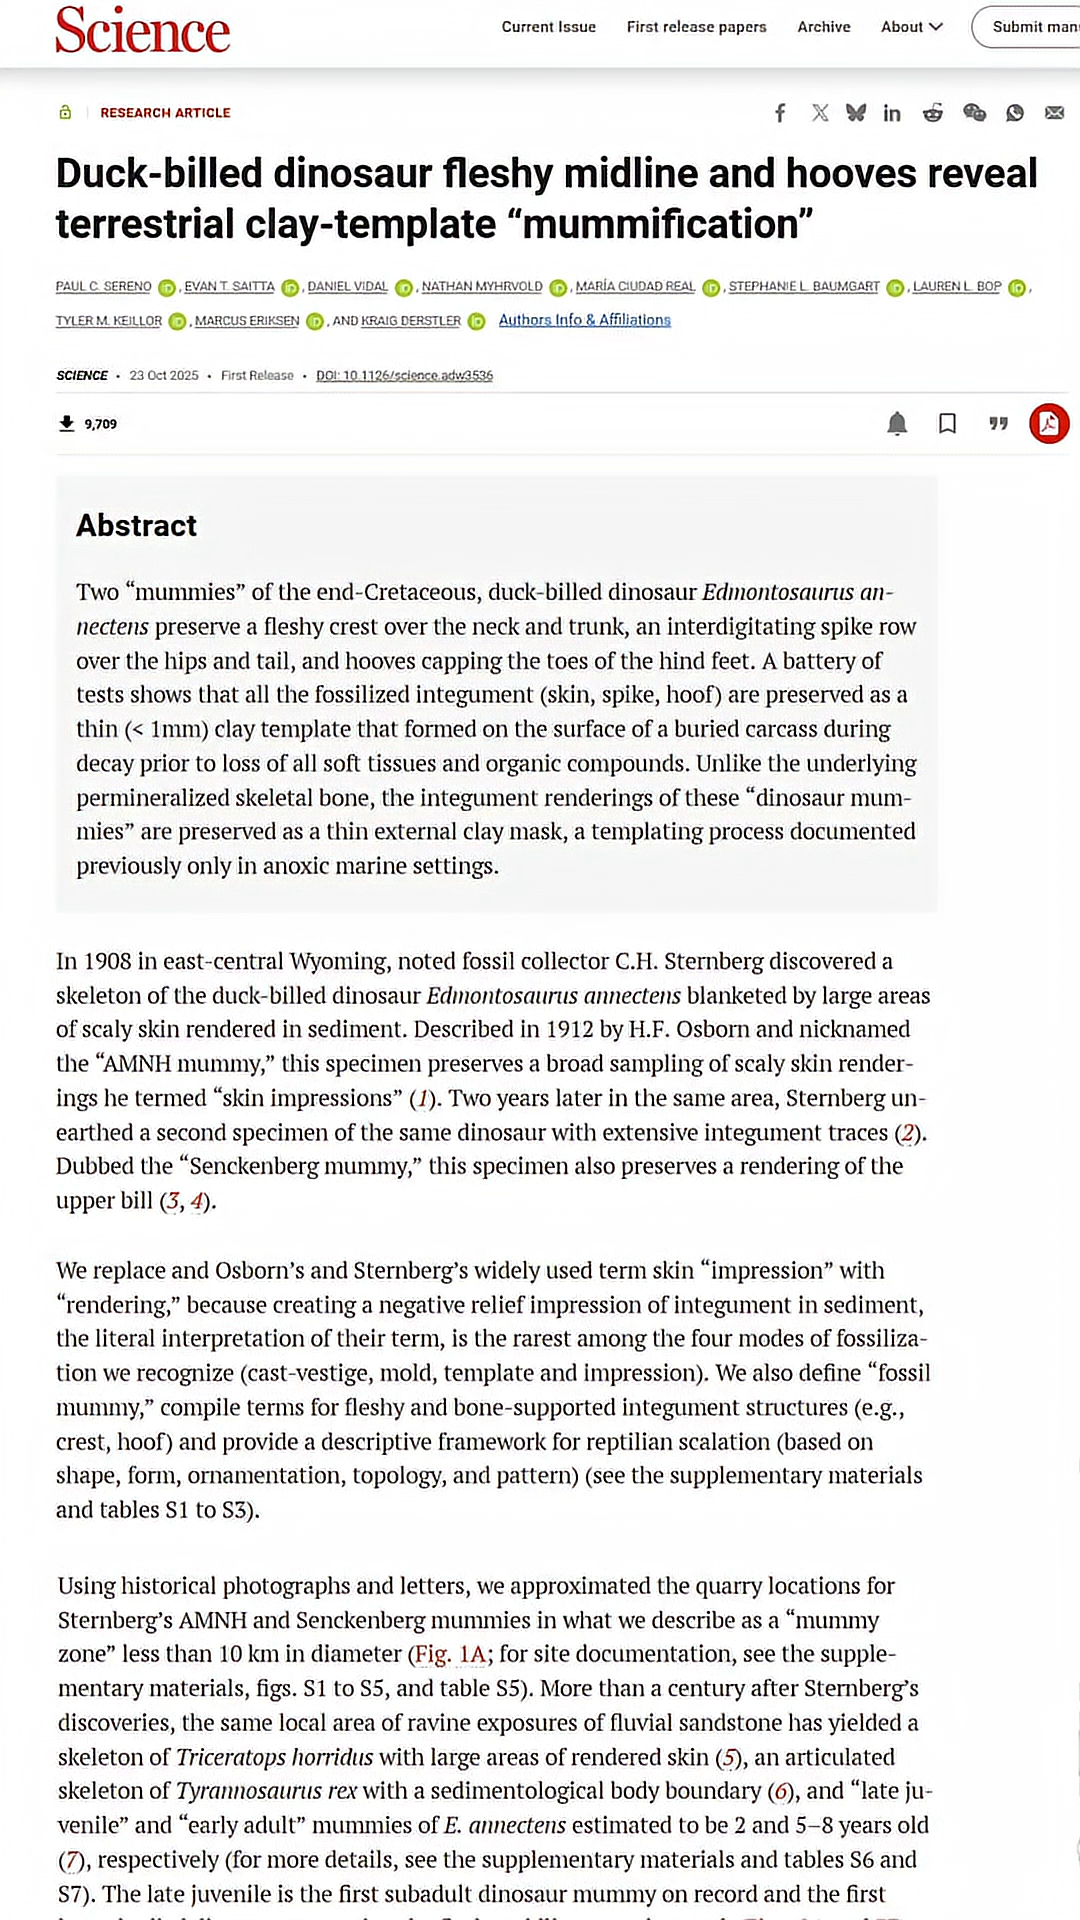 Science
Current Issue First release papers Archive About Submit man
RESEARCH ARTICLE
Duck-billed dinosaur fleshy midline and hooves reveal
terrestrial clay-template “mummification”
PAUL C. SERENO iD, EVAN T. SAITTA iD, DANIEL VIDAL iD, NATHAN MYHRVOLD iD, MARÍA CIUDAD REAL iD, STEPHANIE L. BAUMGART iD, LAUREN L. BOP iD,
TYLER M. KEILLOR iD, MARCUS ERIKSEN iD, AND KRAIG DERSTLER iD Authors Info & Affiliations
SCIENCE • 23 Oct 2025 • First Release • DOI: 10.1126/science.adw3536
9,709
Abstract
Two “mummies” of the end-Cretaceous, duck-billed dinosaur Edmontosaurus an-
nectens preserve a fleshy crest over the neck and trunk, an interdigitating spike row
over the hips and tail, and hooves capping the toes of the hind feet. A battery of
tests shows that all the fossilized integument (skin, spike, hoof) are preserved as a
thin (< 1mm) clay template that formed on the surface of a buried carcass during
decay prior to loss of all soft tissues and organic compounds. Unlike the underlying
permineralized skeletal bone, the integument renderings of these “dinosaur mum-
mies” are preserved as a thin external clay mask, a templating process documented
previously only in anoxic marine settings.
In 1908 in east-central Wyoming, noted fossil collector C.H. Sternberg discovered a
skeleton of the duck-billed dinosaur Edmontosaurus annectens blanketed by large areas
of scaly skin rendered in sediment. Described in 1912 by H.F. Osborn and nicknamed
the “AMNH mummy,” this specimen preserves a broad sampling of scaly skin render-
ings he termed “skin impressions” (1). Two years later in the same area, Sternberg un-
earthed a second specimen of the same dinosaur with extensive integument traces (2).
Dubbed the “Senckenberg mummy,” this specimen also preserves a rendering of the
upper bill (3, 4).
We replace and Osborn’s and Sternberg’s widely used term skin “impression” with
“rendering,” because creating a negative relief impression of integument in sediment,
the literal interpretation of their term, is the rarest among the four modes of fossiliza-
tion we recognize (cast-vestige, mold, template and impression). We also define “fossil
mummy,” compile terms for fleshy and bone-supported integument structures (e.g.,
crest, hoof) and provide a descriptive framework for reptilian scalation (based on
shape, form, ornamentation, topology, and pattern) (see the supplementary materials
and tables S1 to S3).
Using historical photographs and letters, we approximated the quarry locations for
Sternberg’s AMNH and Senckenberg mummies in what we describe as a “mummy
zone” less than 10 km in diameter (Fig. 1A; for site documentation, see the supple-
mentary materials, figs. S1 to S5, and table S5). More than a century after Sternberg’s
discoveries, the same local area of ravine exposures of fluvial sandstone has yielded a
skeleton of Triceratops horridus with large areas of rendered skin (5), an articulated
skeleton of Tyrannosaurus rex with a sedimentological body boundary (6), and “late ju-
venile” and “early adult” mummies of E. annectens estimated to be 2 and 5–8 years old
(7), respectively (for more details, see the supplementary materials and tables S6 and
S7). The late juvenile is the first subadult dinosaur mummy on record and the first